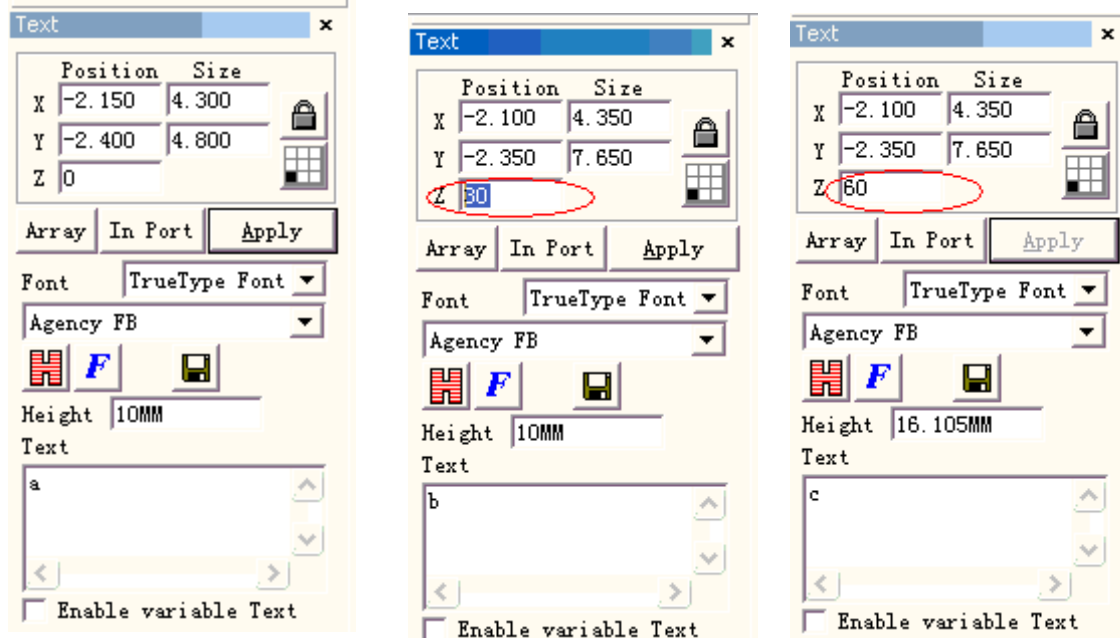 Text
Position Size
X -2.150 4.300
Y -2.400 4.800
Z 0
Array In Port Apply
Font TrueType Font
Agency FB
H F
Height 10MM
Text
a
Enable variable Text
Text
Position Size
X -2.100 4.350
Y -2.350 7.650
Z 30
Array In Port Apply
Font TrueType Font
Agency FB
H F
Height 10MM
Text
b
Enable variable Text
Text
Position Size
X -2.100 4.350
Y -2.350 7.650
Z 60
Array In Port Apply
Font TrueType Font
Agency FB
H F
Height 16.105MM
Text
c
Enable variable Text